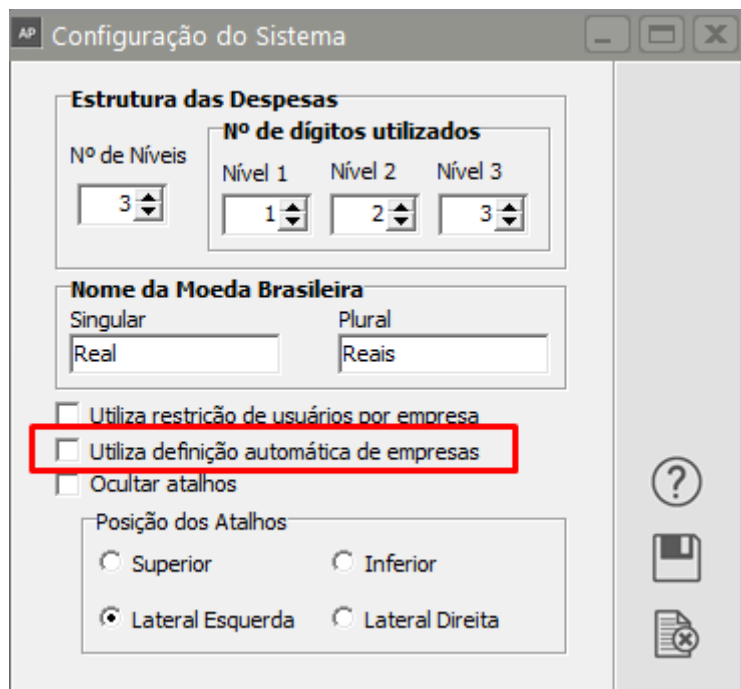 AP Configuração do Sistema
Estrutura das Despesas
Nº de dígitos utilizados
Nº de Níveis
Nível 1 Nível 2 Nível 3
3 1 2 3
Nome da Moeda Brasileira
Singular Plural
Real Reais
Utiliza restrição de usuários por empresa
Utiliza definição automática de empresas
Ocultar atalhos
Posição dos Atalhos
Superior Inferior
Lateral Esquerda Lateral Direita